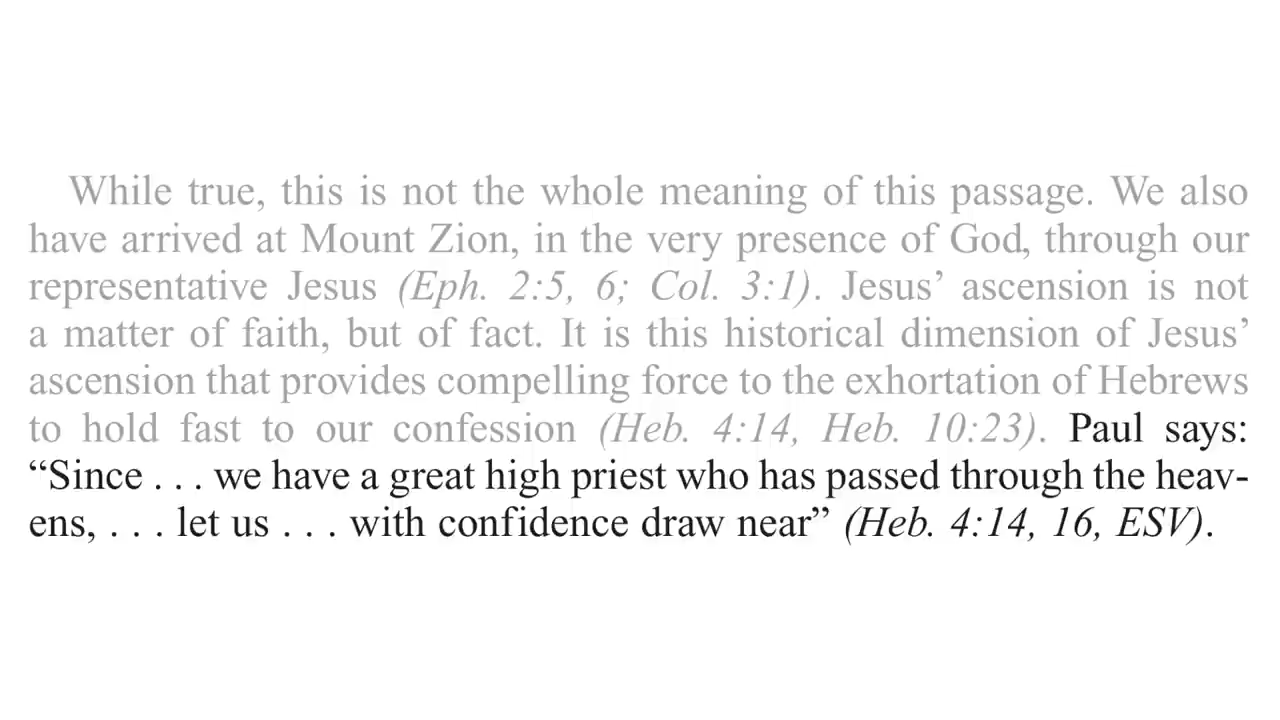 While true, this is not the whole meaning of this passage. We also
have arrived at Mount Zion, in the very presence of God, through our
representative Jesus (Eph. 2:5, 6; Col. 3:1). Jesus’ ascension is not
a matter of faith, but of fact. It is this historical dimension of Jesus’
ascension that provides compelling force to the exhortation of Hebrews
to hold fast to our confession (Heb. 4:14, Heb. 10:23). Paul says:
“Since . . . we have a great high priest who has passed through the heav-
ens, . . . let us . . . with confidence draw near” (Heb. 4:14, 16, ESV).